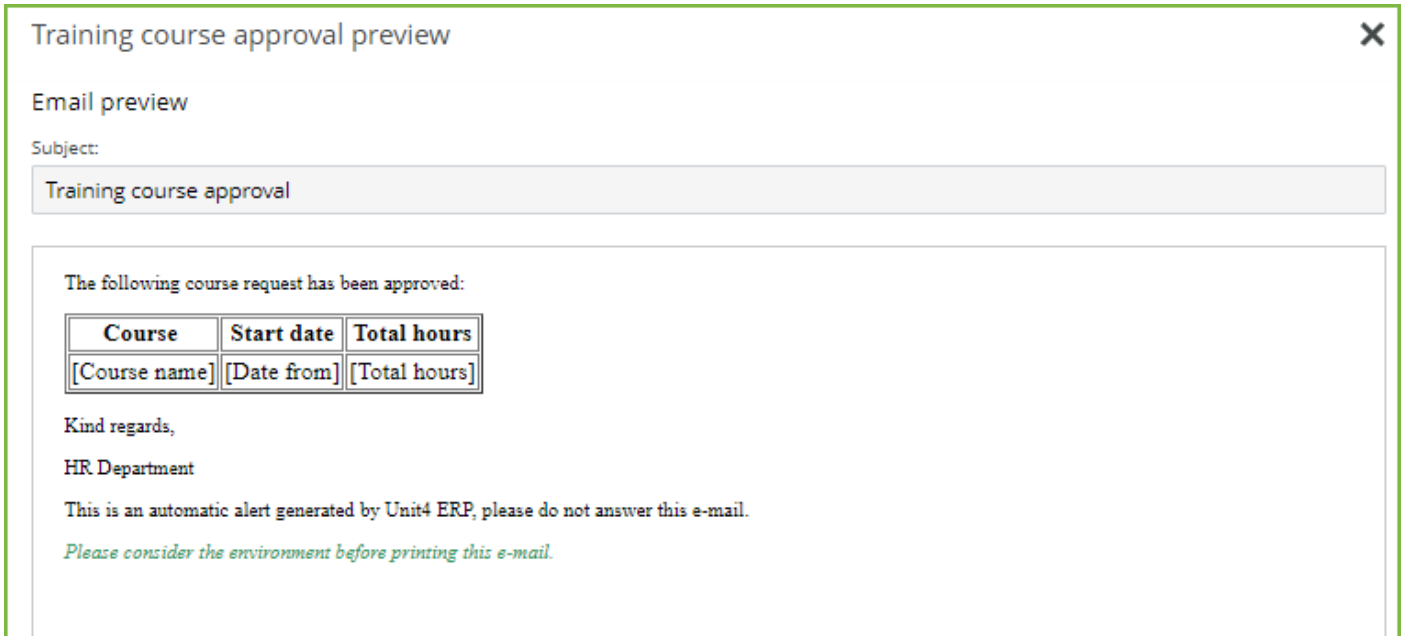 Training course approval preview
Email preview
Subject:
Training course approval
The following course request has been approved:
Course Start date Total hours
[Course name] [Date from] [Total hours]
Kind regards,
HR Department
This is an automatic alert generated by Unit4 ERP, please do not answer this e-mail.
Please consider the environment before printing this e-mail.